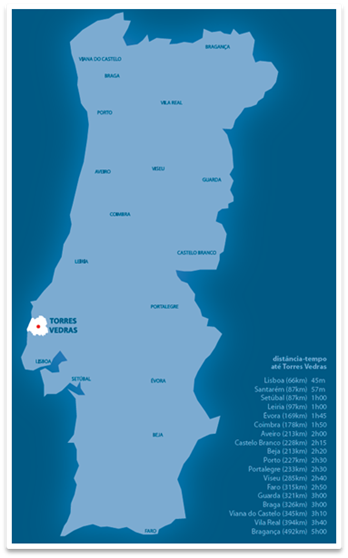 BRAGANÇA
VIANA DO CASTELO
BRAGA
VILA REAL
PORTO
AVEIRO
VISEU
GUARDA
COIMBRA
CASTELO BRANCO
LEIRIA
PORTALEGRE
TORRES
VEDRAS
LISBOA
SETÚBAL
ÉVORA
BEJA
FARO
distância-tempo
até Torres Vedras
Lisboa (66km) 45m
Santarém (87km) 57m
Setúbal (87km) 1h00
Leiria (97km) 1h00
Évora (169km) 1h45
Coimbra (178km) 1h50
Aveiro (213km) 2h00
Castelo Branco (228km) 2h15
Beja (213km) 2h20
Porto (227km) 2h30
Portalegre (233km) 2h30
Viseu (285km) 2h40
Faro (315km) 2h50
Guarda (321km) 3h00
Braga (326km) 3h00
Viana do Castelo (345km) 3h10
Vila Real (394km) 3h40
Bragança (492km) 5h00